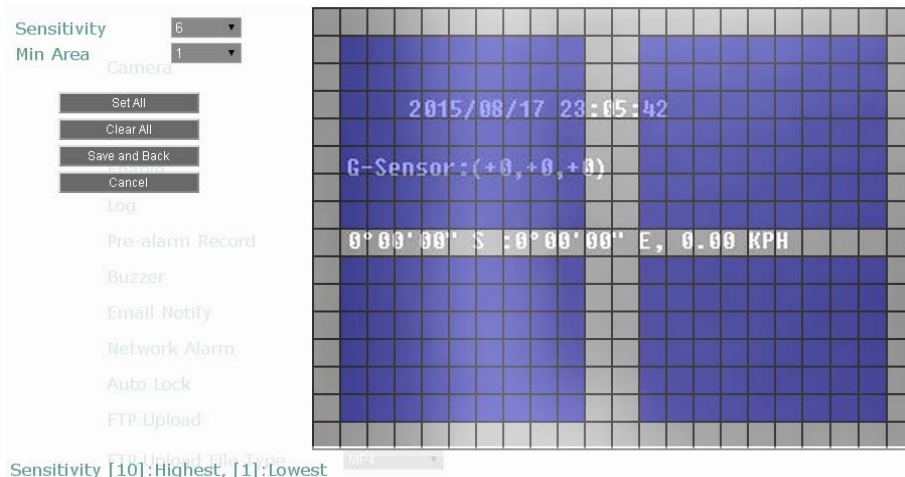 Sensitivity 6
Min Area 1
Camera
Set All
Clear All
Save and Back
Cancel
Log
Pre-alarm Record
Buzzer
Email Notify
Network Alarm
Auto Lock
FTP Upload
FTP Upload File Type MP4
Sensitivity [10]:Highest, [1]:Lowest
2015/08/17 23:05:42
G-Sensor:(+0,+0,+0)
0°00'00" S :0°00'00" E, 0.00 KPH